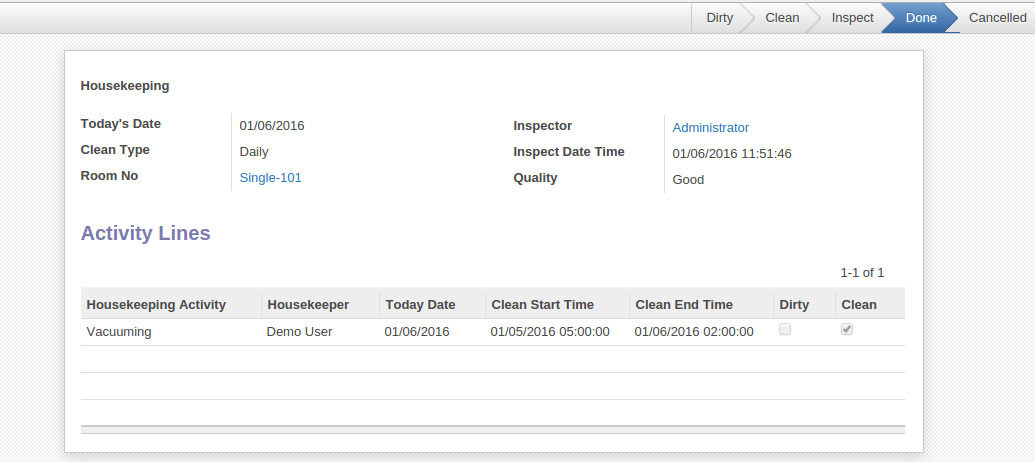 Dirty Clean Inspect Done Cancelled
Housekeeping
Today's Date 01/06/2016 Inspector Administrator
Clean Type Daily Inspect Date Time 01/06/2016 11:51:46
Room No Single-101 Quality Good
Activity Lines
1-1 of 1
Housekeeping Activity Housekeeper Today Date Clean Start Time Clean End Time Dirty Clean
Vacuuming Demo User 01/06/2016 01/05/2016 05:00:00 01/06/2016 02:00:00